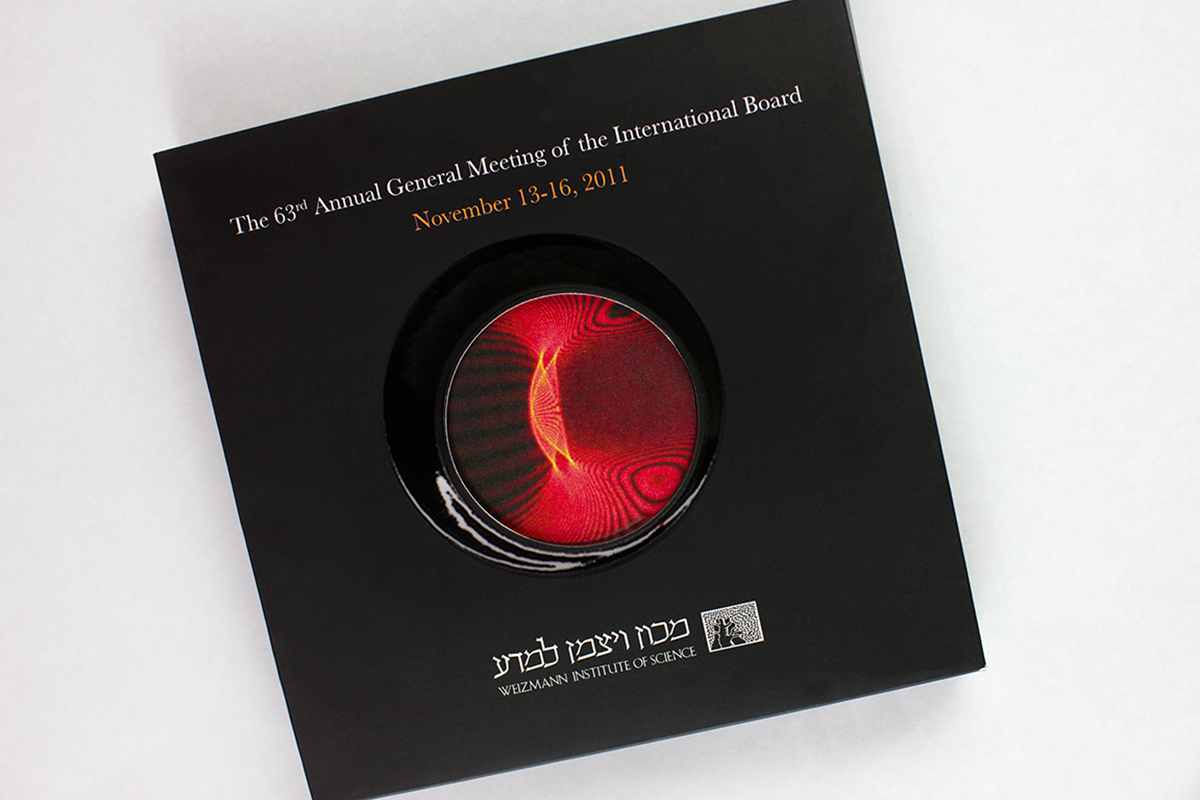 The 63rd Annual General Meeting of the International Board
November 13-16, 2011
מכון ויצמן למדע
WEIZMANN INSTITUTE OF SCIENCE